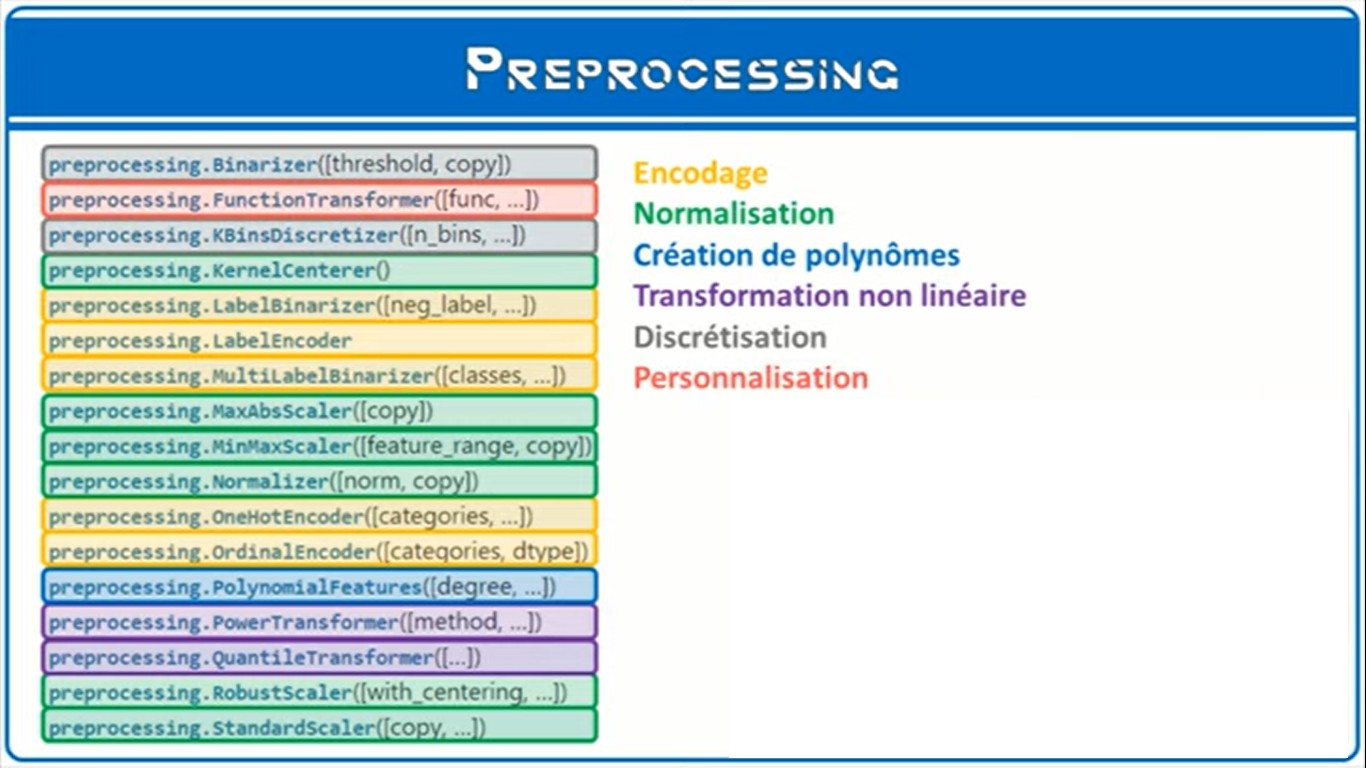 PREPROCESSING
preprocessing.Binarizer([threshold, copy])
preprocessing.FunctionTransformer([func, ...])
preprocessing.KBinsDiscretizer([n_bins, ...])
preprocessing.KernelCenterer()
preprocessing.LabelBinarizer([neg_label, ...])
preprocessing.LabelEncoder
preprocessing.MultiLabelBinarizer([classes, ...])
preprocessing.MaxAbsScaler([copy])
preprocessing.MinMaxScaler([feature_range, copy])
preprocessing.Normalizer([norm, copy])
preprocessing.OneHotEncoder([categories, ...])
preprocessing.OrdinalEncoder([categories, dtype])
preprocessing.PolynomialFeatures([degree, ...])
preprocessing.PowerTransformer([method, ...])
preprocessing.QuantileTransformer([...])
preprocessing.RobustScaler([with_centering, ...])
preprocessing.StandardScaler([copy, ...])
Encodage
Normalisation
Création de polynômes
Transformation non linéaire
Discrétisation
Personnalisation